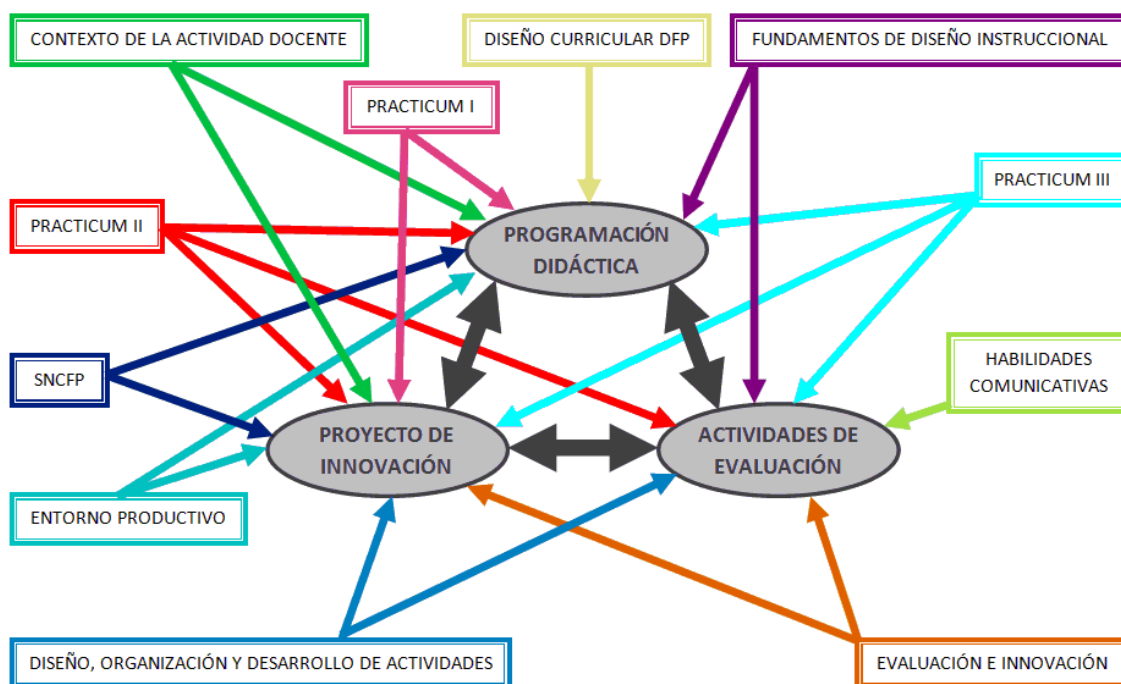 CONTEXTO DE LA ACTIVIDAD DOCENTE
DISEÑO CURRICULAR DFP
FUNDAMENTOS DE DISEÑO INSTRUCCIONAL
PRACTICUM I
PRACTICUM III
PRACTICUM II
PROGRAMACIÓN
DIDÁCTICA
SNCFP
HABILIDADES
COMUNICATIVAS
PROYECTO DE
INNOVACIÓN
ACTIVIDADES DE
EVALUACIÓN
ENTORNO PRODUCTIVO
DISEÑO, ORGANIZACIÓN Y DESARROLLO DE ACTIVIDADES
EVALUACIÓN E INNOVACIÓN